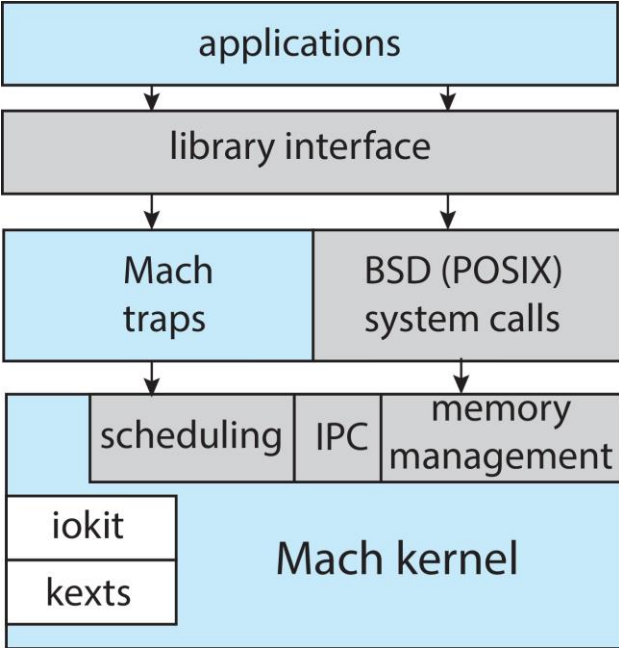 applications
library interface
Mach
traps
BSD (POSIX)
system calls
scheduling
IPC
memory
management
iokit
kexts
Mach kernel